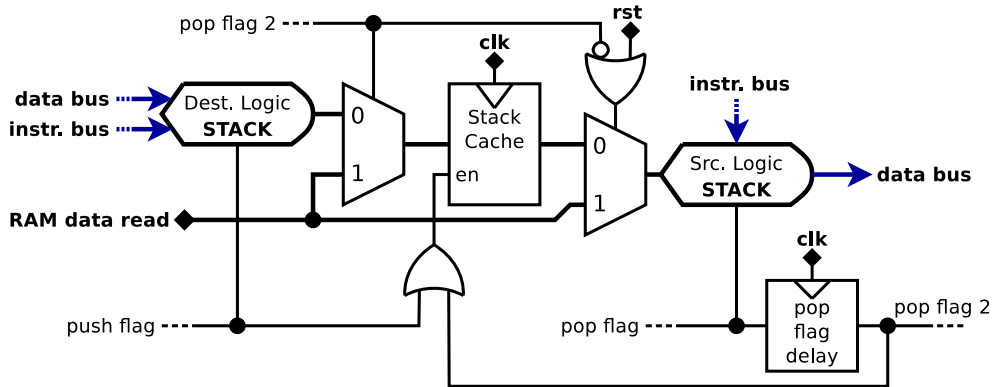 pop flag 2
rst
clk
instr. bus
data bus
Dest. Logic
STACK
instr. bus
0
1
Stack
Cache
en
0
1
Src. Logic
STACK
data bus
RAM data read
clk
push flag
pop flag
pop
flag
delay
pop flag 2